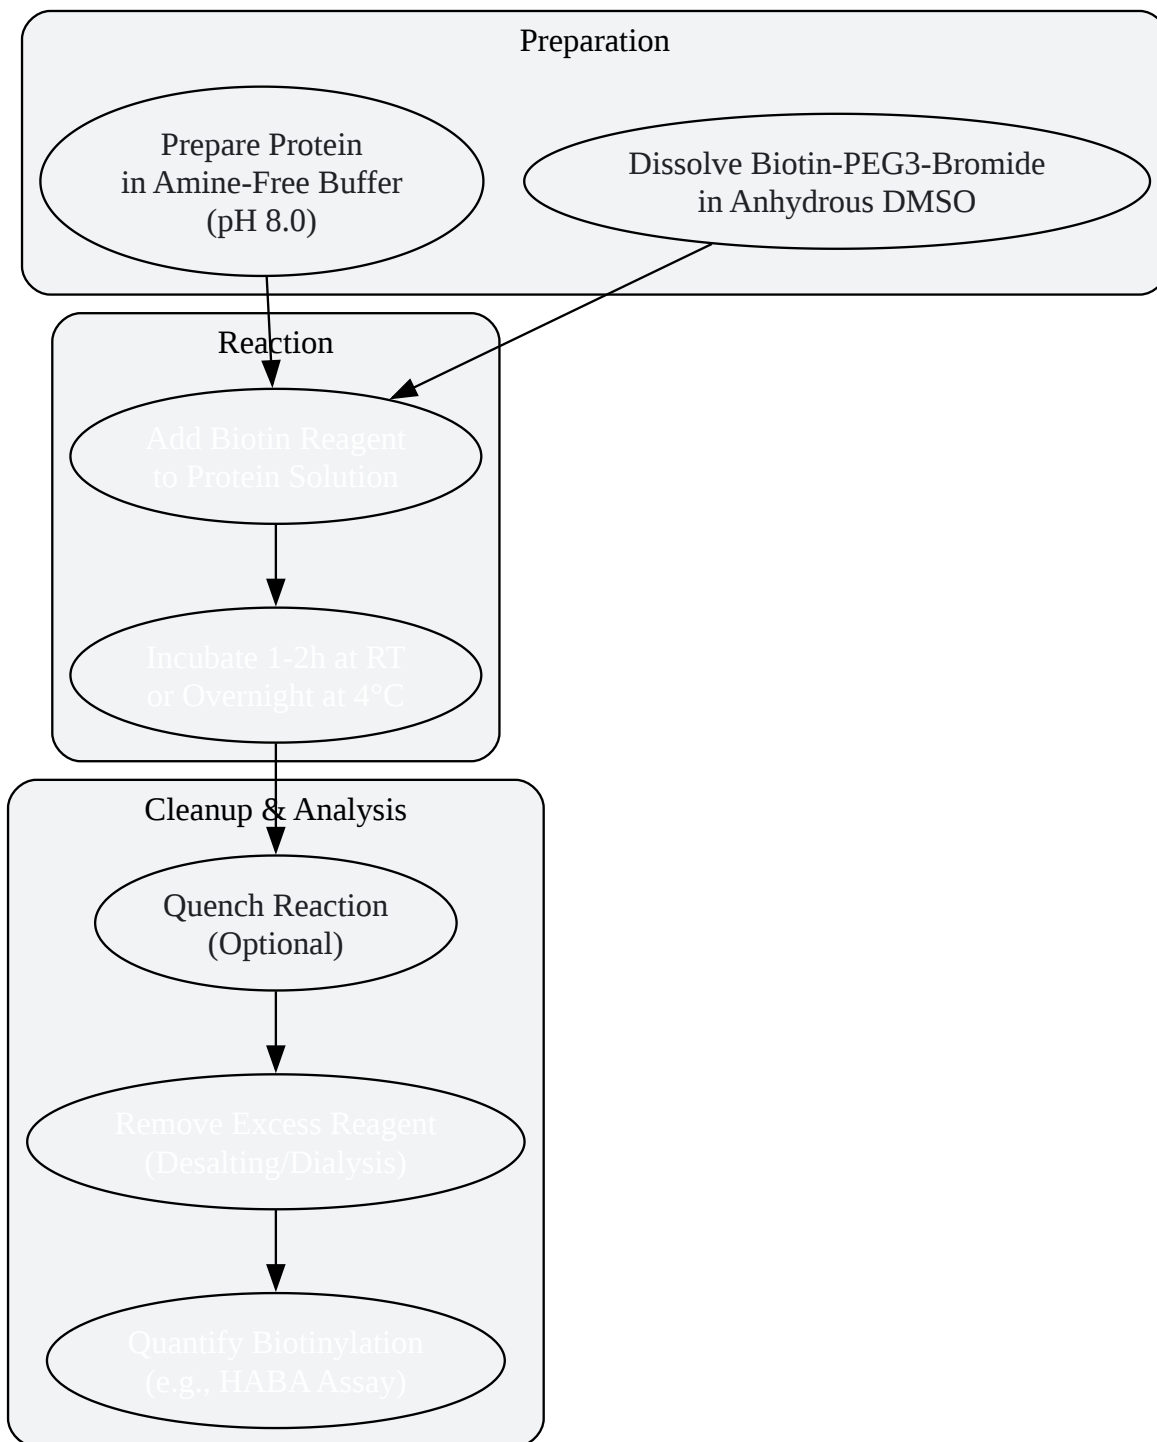 Preparation
Prepare Protein
in Amine-Free Buffer
(pH 8.0)
Dissolve Biotin-PEG3-Bromide
in Anhydrous DMSO
Reaction
Add Biotin Reagent
to Protein Solution
Incubate 1-2h at RT
or Overnight at 4°C
Cleanup & Analysis
Quench Reaction
(Optional)
Remove Excess Reagent
(Desalting/Dialysis)
Quantify Biotinylation
(e.g., HABA Assay)